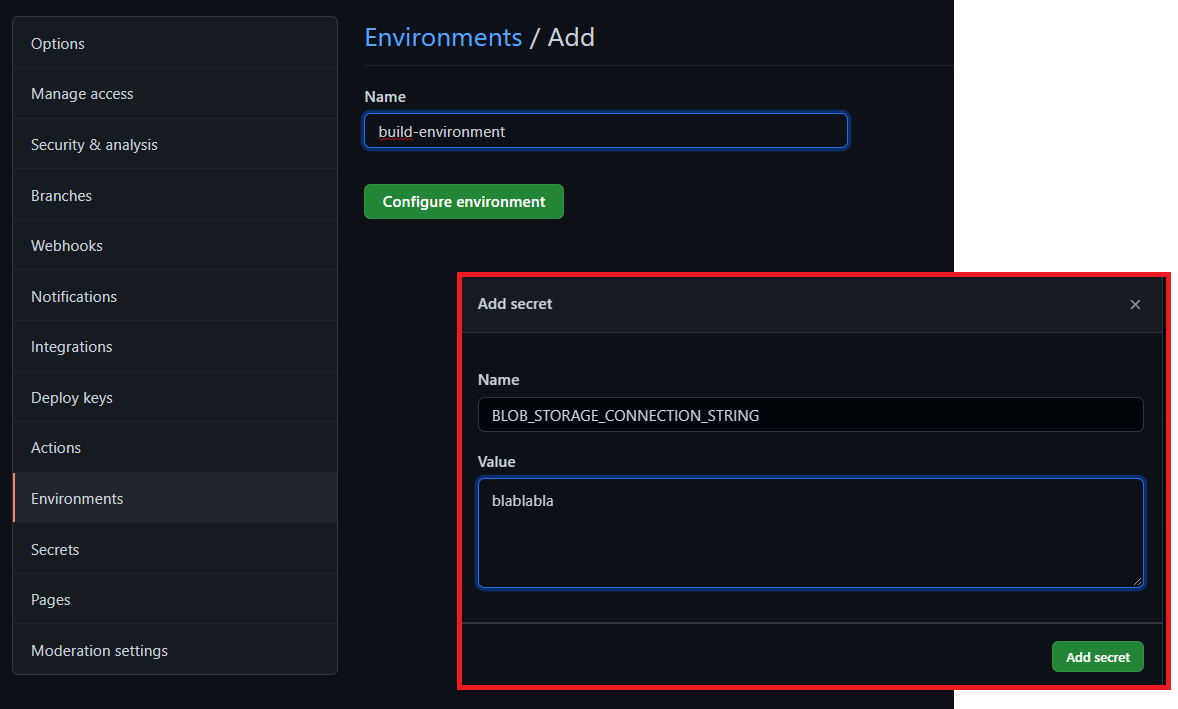 Options
Manage access
Security & analysis
Branches
Webhooks
Notifications
Integrations
Deploy keys
Actions
Environments
Secrets
Pages
Moderation settings
Environments / Add
Name
build-environment
Configure environment
Add secret
Name
BLOB_STORAGE_CONNECTION_STRING
Value
blablabla
Add secret